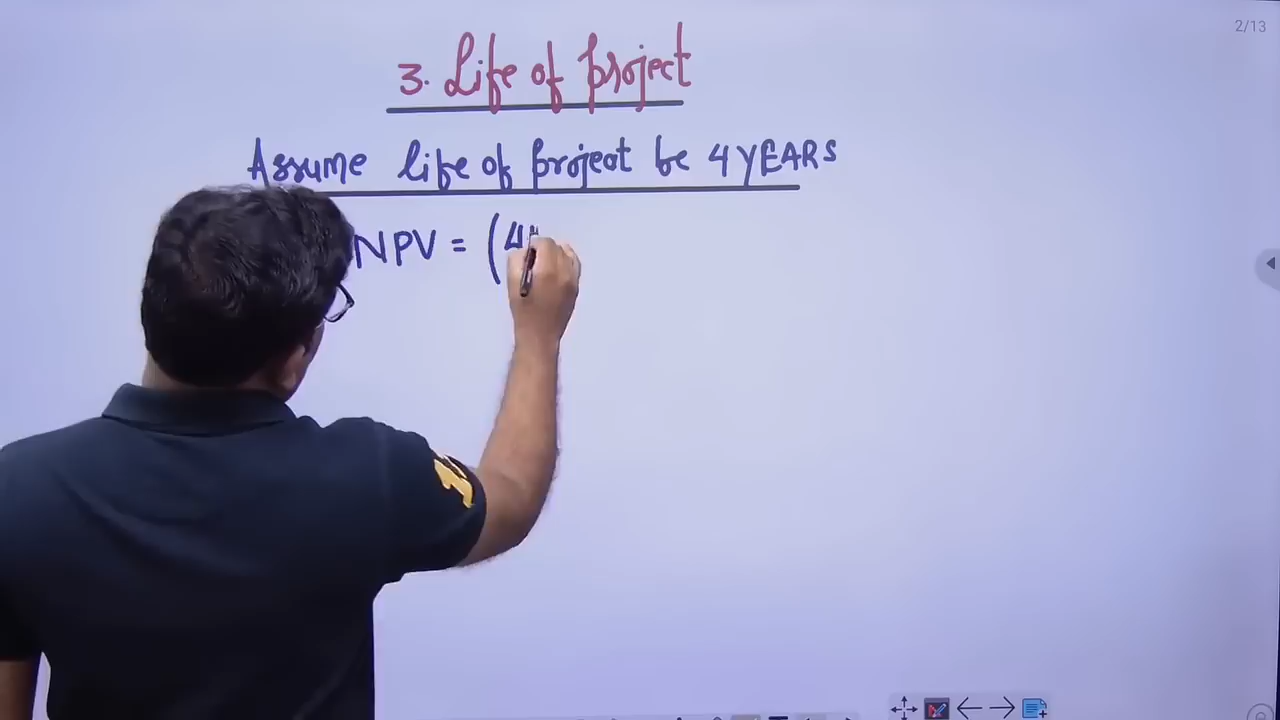 2/13
3. Life of project
Assume life of project be 4 YEARS
NPV = (4